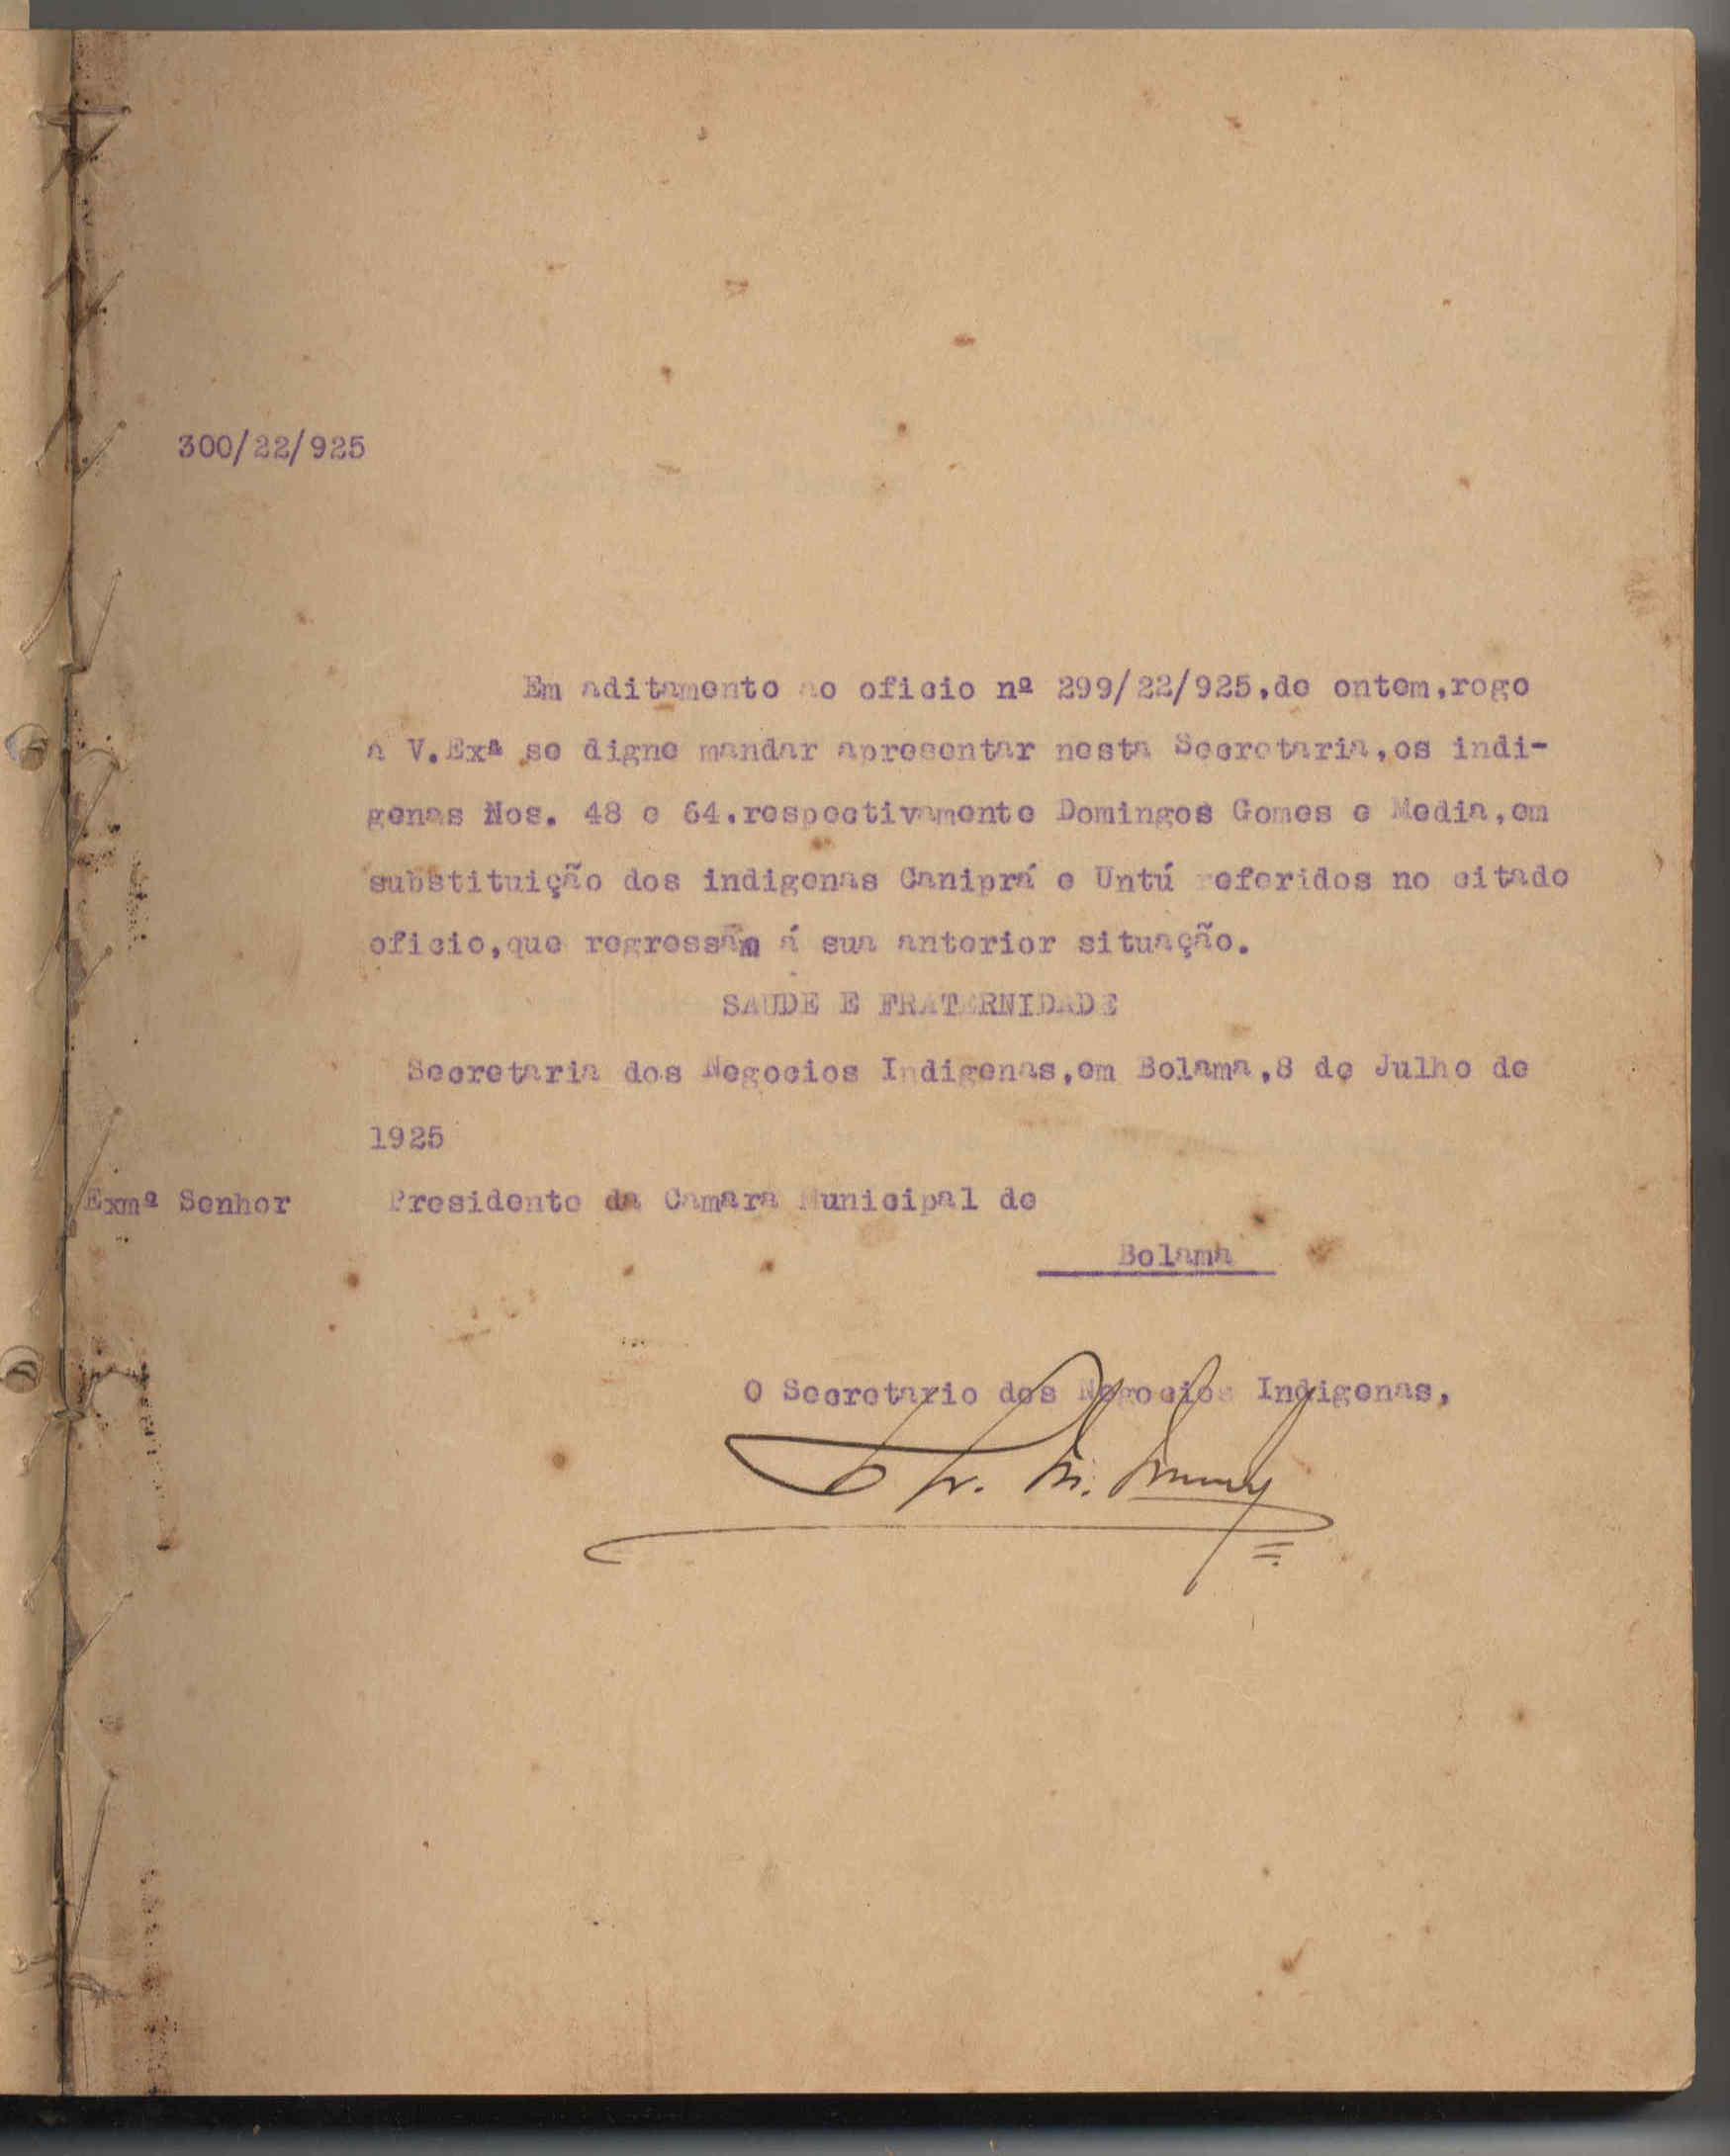 300/22/925
Em aditamento ao oficio nº 299/22/925,de ontem,rogo
a V.Exª se digne mandar apresentar nesta Secretaria,os indi-
genas Nos. 48 e 64.respectivamente Domingos Gomes e Media,em
substituição dos indigenas Caniprá e Untú referidos no citado
oficio,que regressam á sua anterior situação.
SAUDE E FRATERNIDADE
Secretaria dos Negocios Indigenas,em Bolama,8 de Julho de
1925
Exmº Senhor Presidente da Camara Municipal de
Bolama
O Secretario dos Negocios Indigenas,